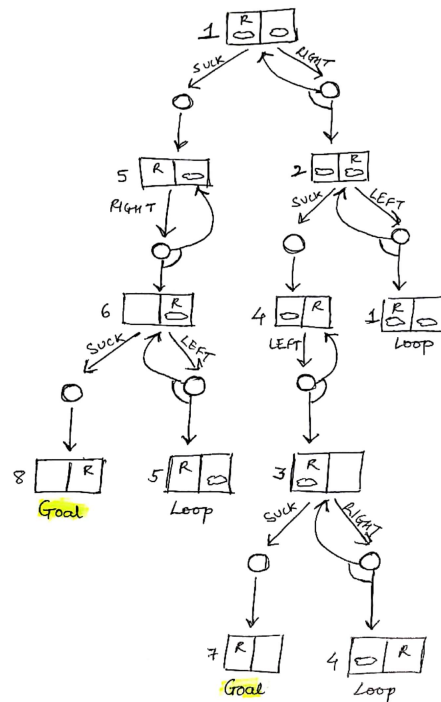 R
1
SUCK RIGHT
R R
5 2
RIGHT SUCK LEFT
R R R
6 4 1
Loop
SUCK LEFT LEFT
R R R
8 5 3
Goal Loop
SUCK RIGHT
R R
7 4
Goal Loop